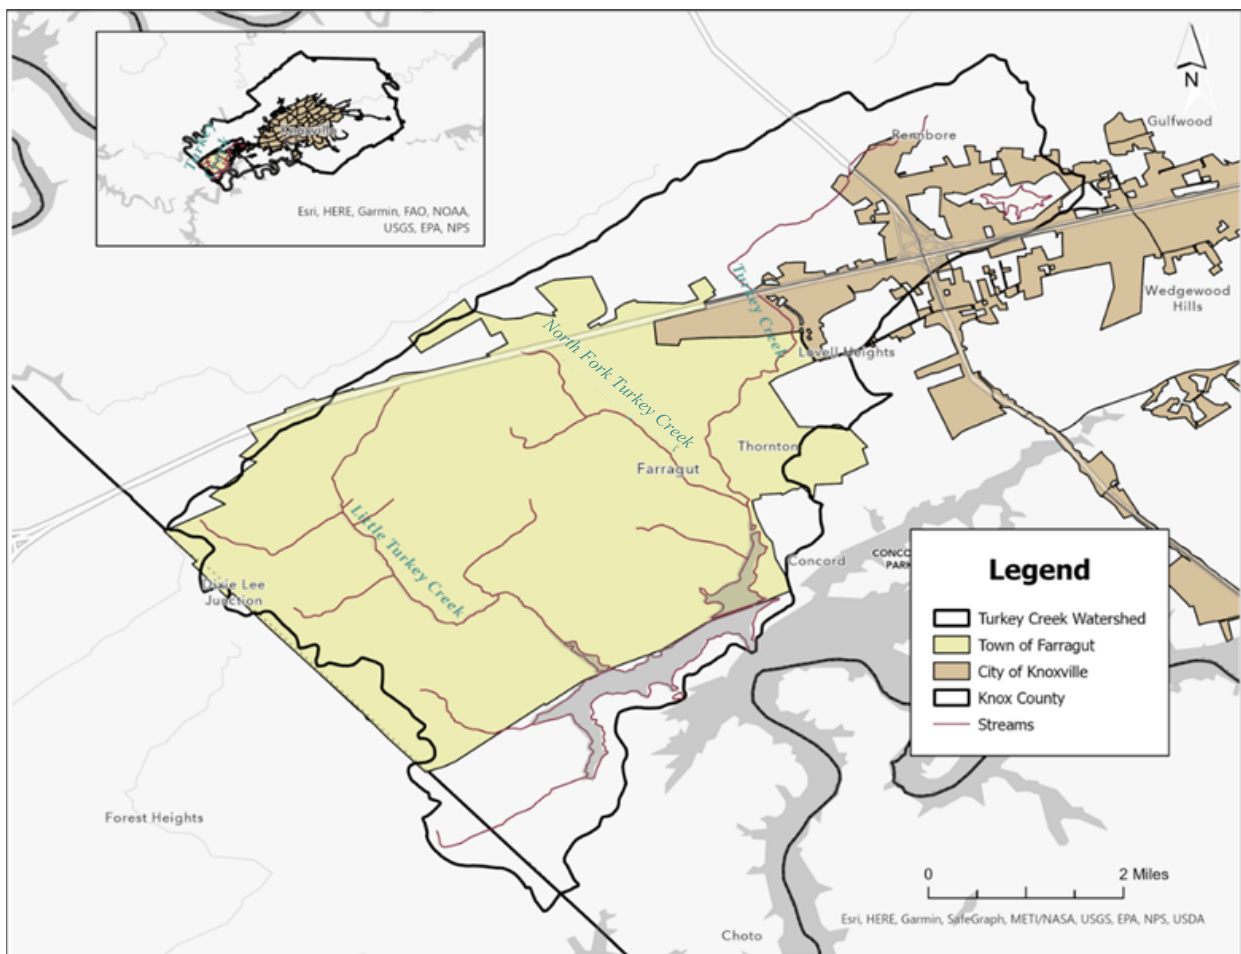 Turkey
Creek
Knoxville
Esri, HERE, Garmin, FAO, NOAA,
USGS, EPA, NPS
N
Gulfwood
Rennbore
Turkey Creek
Wedgewood
Hills
North Fork Turkey Creek
Lovell Heights
Thornton
Farragut
Little Turkey Creek
Concord
CONCO
PARK
Dixie Lee
Junction
Legend
Turkey Creek Watershed
Town of Farragut
City of Knoxville
Knox County
Streams
Forest Heights
0 2 Miles
Esri, HERE, Garmin, SafeGraph, METI/NASA, USGS, EPA, NPS, USDA
Choto